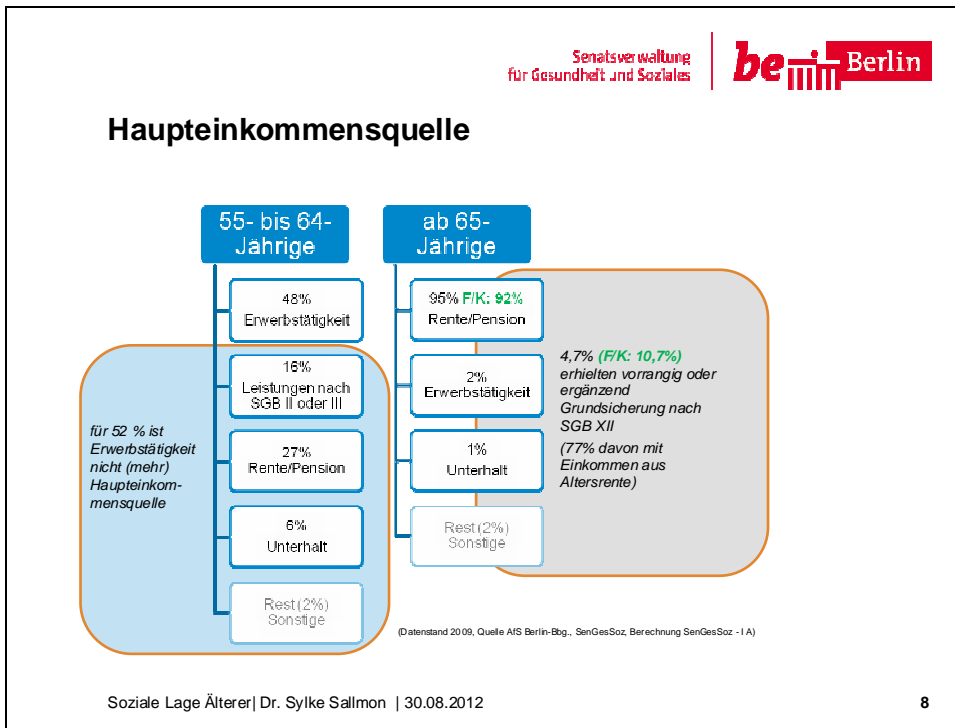 Senatsverwaltung
für Gesundheit und Soziales
be Berlin
Haupteinkommensquelle
55- bis 64-
Jährige
48%
Erwerbstätigkeit
16%
Leistungen nach
SGB II oder III
27%
Rente/Pension
6%
Unterhalt
Rest (2%)
Sonstige
für 52 % ist
Erwerbstätigkeit
nicht (mehr)
Haupteinkom-
mensquelle
ab 65-
Jährige
95% F/K: 92%
Rente/Pension
2%
Erwerbstätigkeit
1%
Unterhalt
Rest (2%)
Sonstige
4,7% (F/K: 10,7%)
erhielten vorrangig oder
ergänzend
Grundsicherung nach
SGB XII
(77% davon mit
Einkommen aus
Altersrente)
(Datenstand 2009, Quelle AfS Berlin-Bbg., SenGesSoz, Berechnung SenGesSoz - I A)
Soziale Lage Älterer| Dr. Sylke Sallmon | 30.08.2012
8